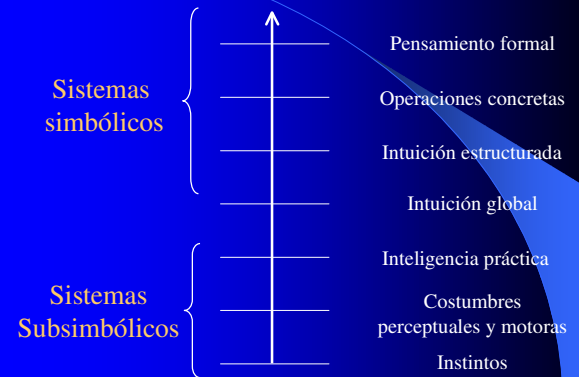 Pensamiento formal
Sistemas
simbólicos
Operaciones concretas
Intuición estructurada
Intuición global
Inteligencia práctica
Sistemas
Subsimbólicos
Costumbres
perceptuales y motoras
Instintos